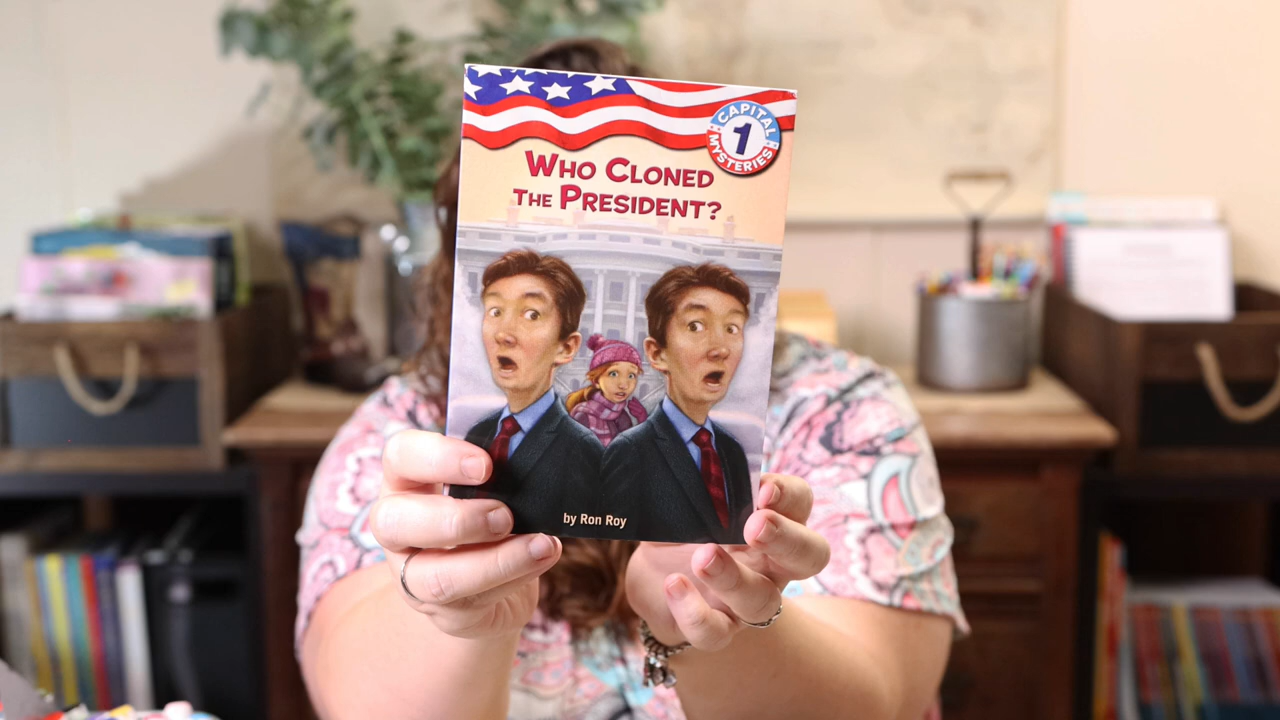 CAPITAL
1
MYSTERIES
WHO CLONED
THE PRESIDENT?
by Ron Roy